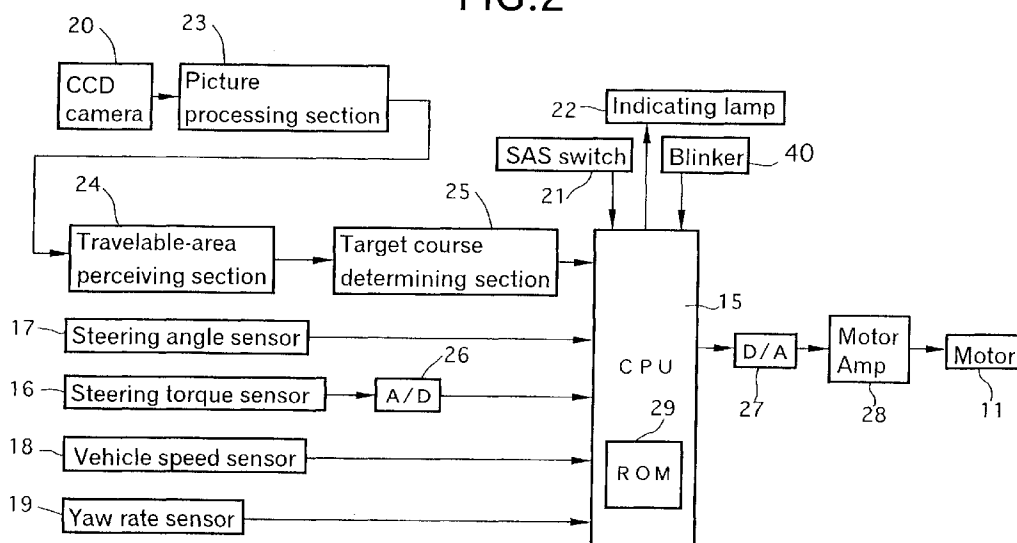 FIG.2
20
23
CCD
camera
Picture
processing section
22
Indicating lamp
SAS switch
21
Blinker
40
24
Travelable-area
perceiving section
25
Target course
determining section
15
17
Steering angle sensor
16
Steering torque sensor
26
A/D
CPU
D/A
27
Motor
Amp
28
Motor
11
18
Vehicle speed sensor
29
ROM
19
Yaw rate sensor